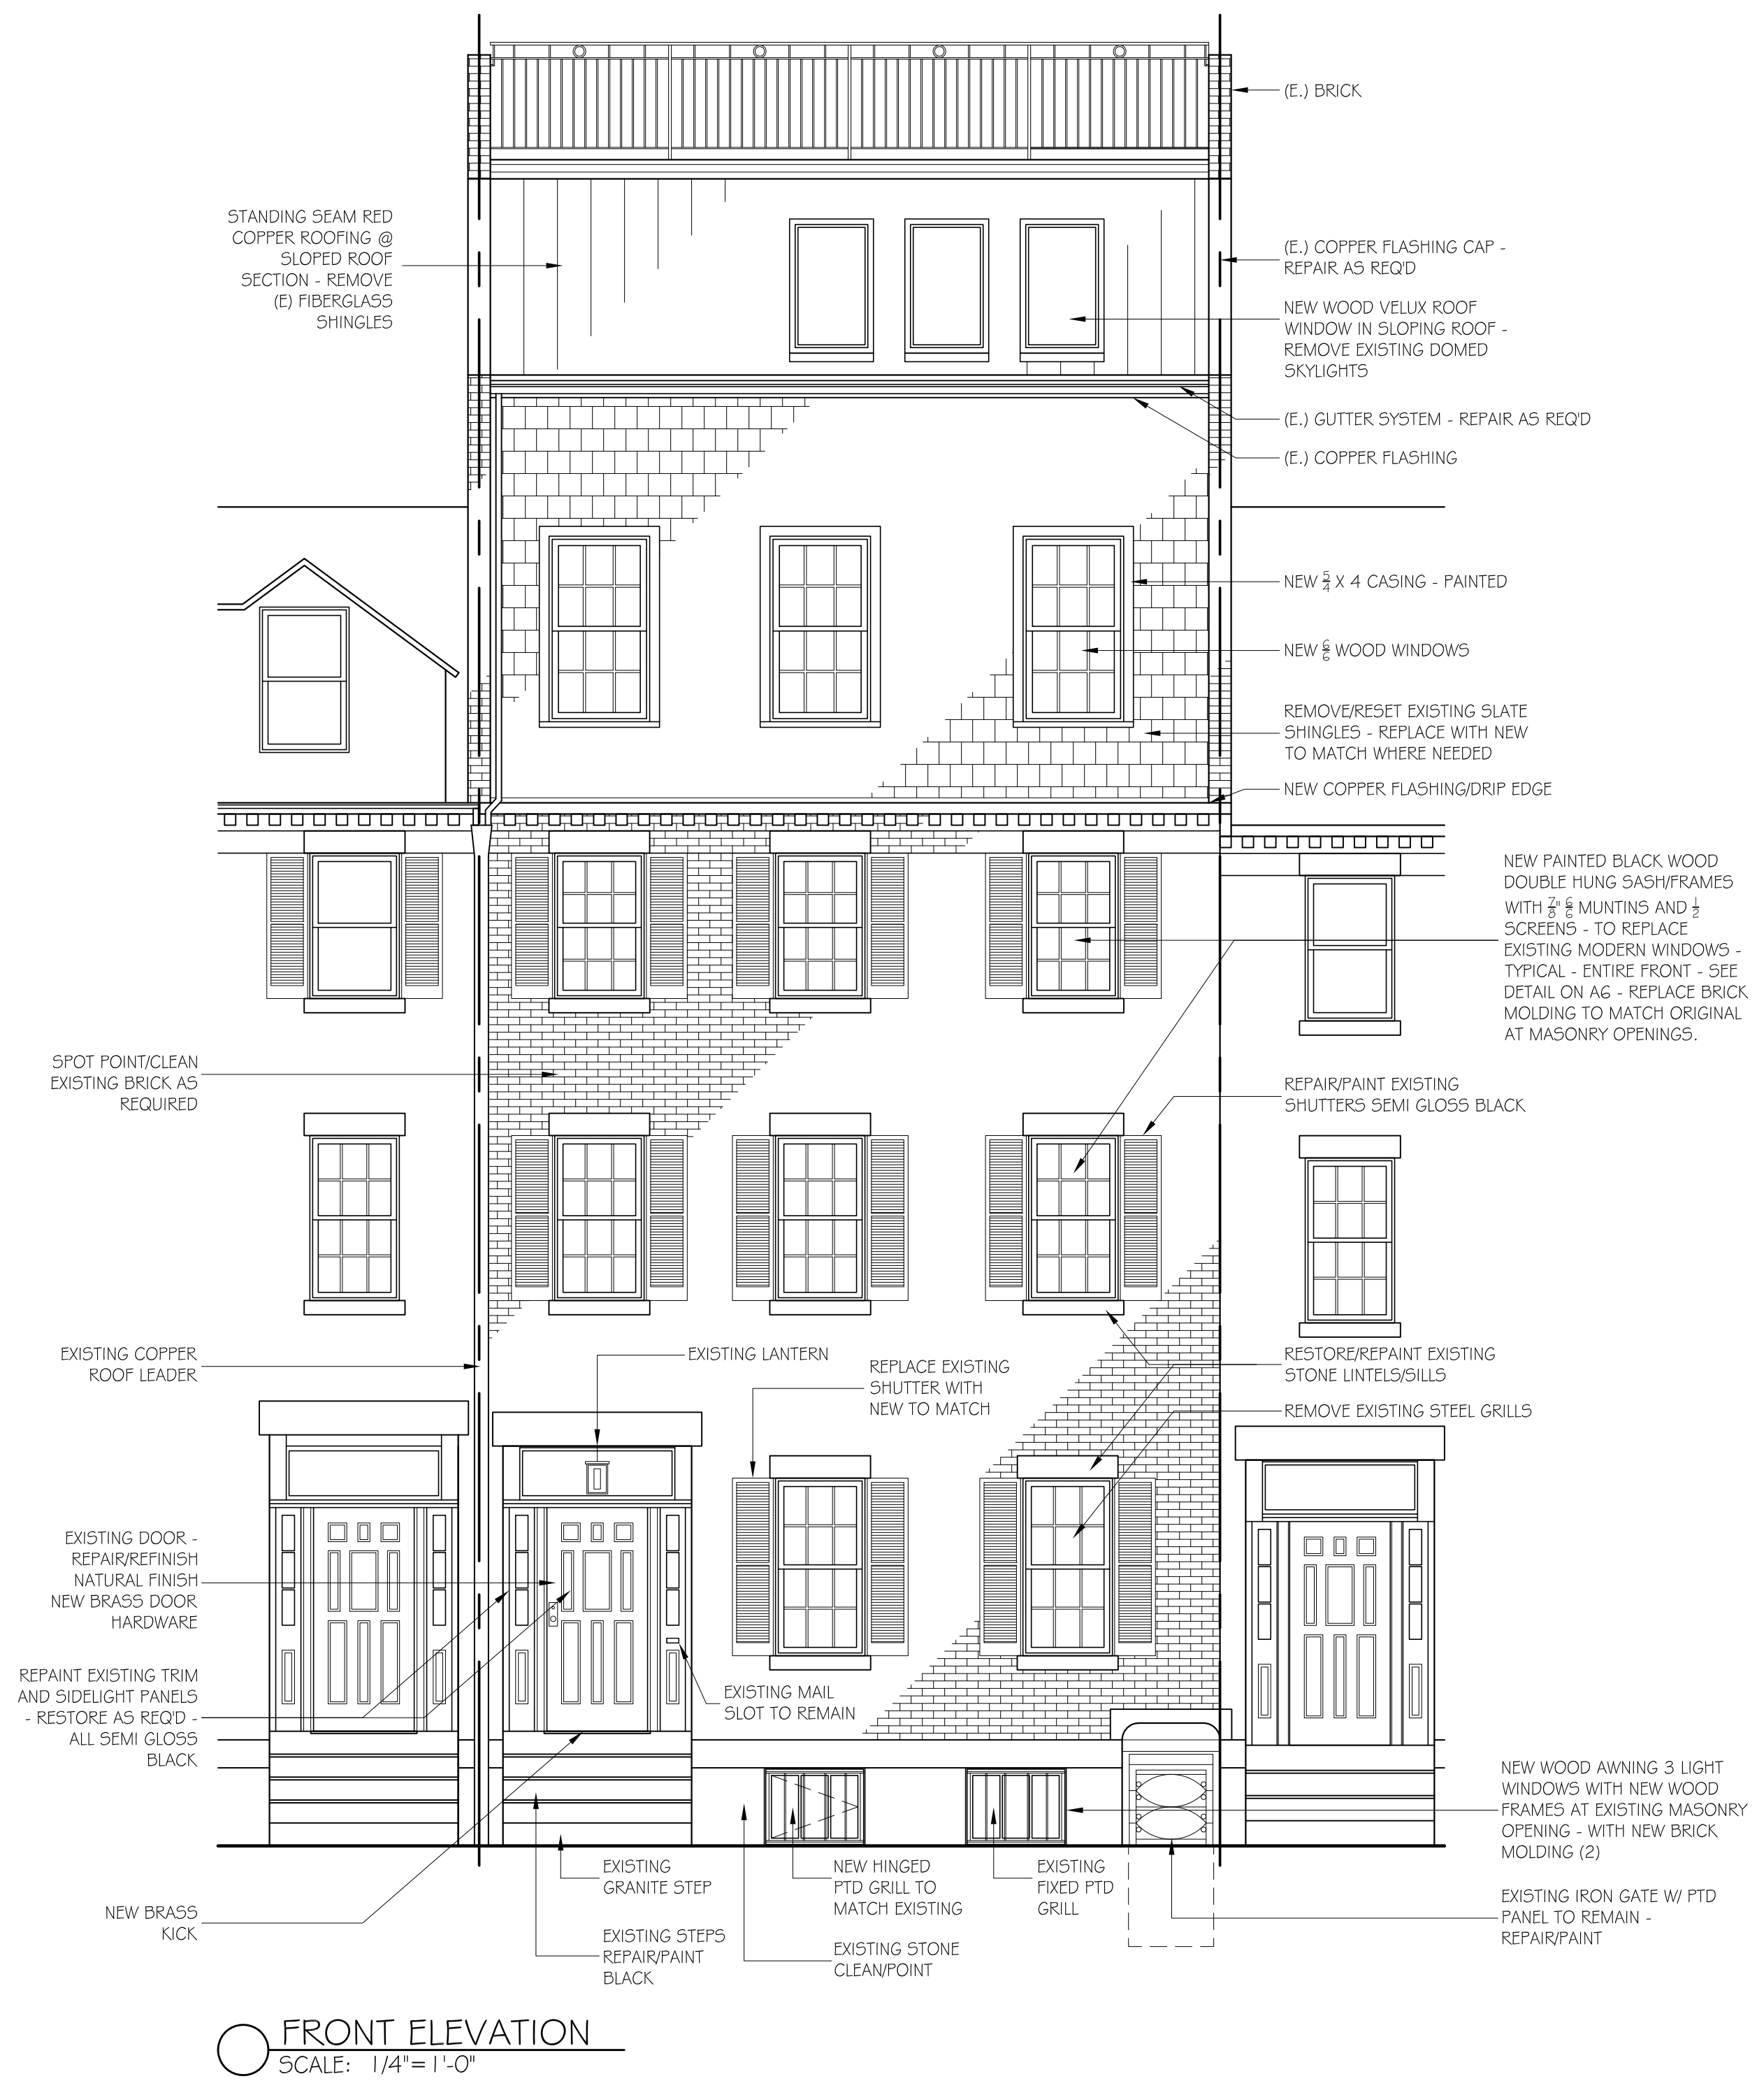 (E.) BRICK
STANDING SEAM RED
COPPER ROOFING @
SLOPED ROOF
SECTION - REMOVE
(E) FIBERGLASS
SHINGLES
(E.) COPPER FLASHING CAP -
REPAIR AS REQ'D
NEW WOOD VELUX ROOF
WINDOW IN SLOPING ROOF -
REMOVE EXISTING DOMED
SKYLIGHTS
(E.) GUTTER SYSTEM - REPAIR AS REQ'D
(E.) COPPER FLASHING
NEW 5/4 X 4 CASING - PAINTED
NEW 6/6 WOOD WINDOWS
REMOVE/RESET EXISTING SLATE
SHINGLES - REPLACE WITH NEW
TO MATCH WHERE NEEDED
NEW COPPER FLASHING/DRIP EDGE
NEW PAINTED BLACK WOOD
DOUBLE HUNG SASH/FRAMES
WITH 7/8" 6/6 MUNTINS AND 1/2
SCREENS - TO REPLACE
EXISTING MODERN WINDOWS -
TYPICAL - ENTIRE FRONT - SEE
DETAIL ON A6 - REPLACE BRICK
MOLDING TO MATCH ORIGINAL
AT MASONRY OPENINGS.
SPOT POINT/CLEAN
EXISTING BRICK AS
REQUIRED
REPAIR/PAINT EXISTING
SHUTTERS SEMI GLOSS BLACK
EXISTING COPPER
ROOF LEADER
EXISTING LANTERN
REPLACE EXISTING
SHUTTER WITH
NEW TO MATCH
RESTORE/REPAINT EXISTING
STONE LINTELS/SILLS
REMOVE EXISTING STEEL GRILLS
EXISTING DOOR -
REPAIR/REFINISH
NATURAL FINISH
NEW BRASS DOOR
HARDWARE
REPAINT EXISTING TRIM
AND SIDELIGHT PANELS
- RESTORE AS REQ'D -
ALL SEMI GLOSS
BLACK
EXISTING MAIL
SLOT TO REMAIN
NEW WOOD AWNING 3 LIGHT
WINDOWS WITH NEW WOOD
FRAMES AT EXISTING MASONRY
OPENING - WITH NEW BRICK
MOLDING (2)
NEW BRASS
KICK
EXISTING
GRANITE STEP
EXISTING STEPS
REPAIR/PAINT
BLACK
NEW HINGED
PTD GRILL TO
MATCH EXISTING
EXISTING STONE
CLEAN/POINT
EXISTING
FIXED PTD
GRILL
EXISTING IRON GATE W/ PTD
PANEL TO REMAIN -
REPAIR/PAINT
FRONT ELEVATION
SCALE: 1/4"=1'-0"